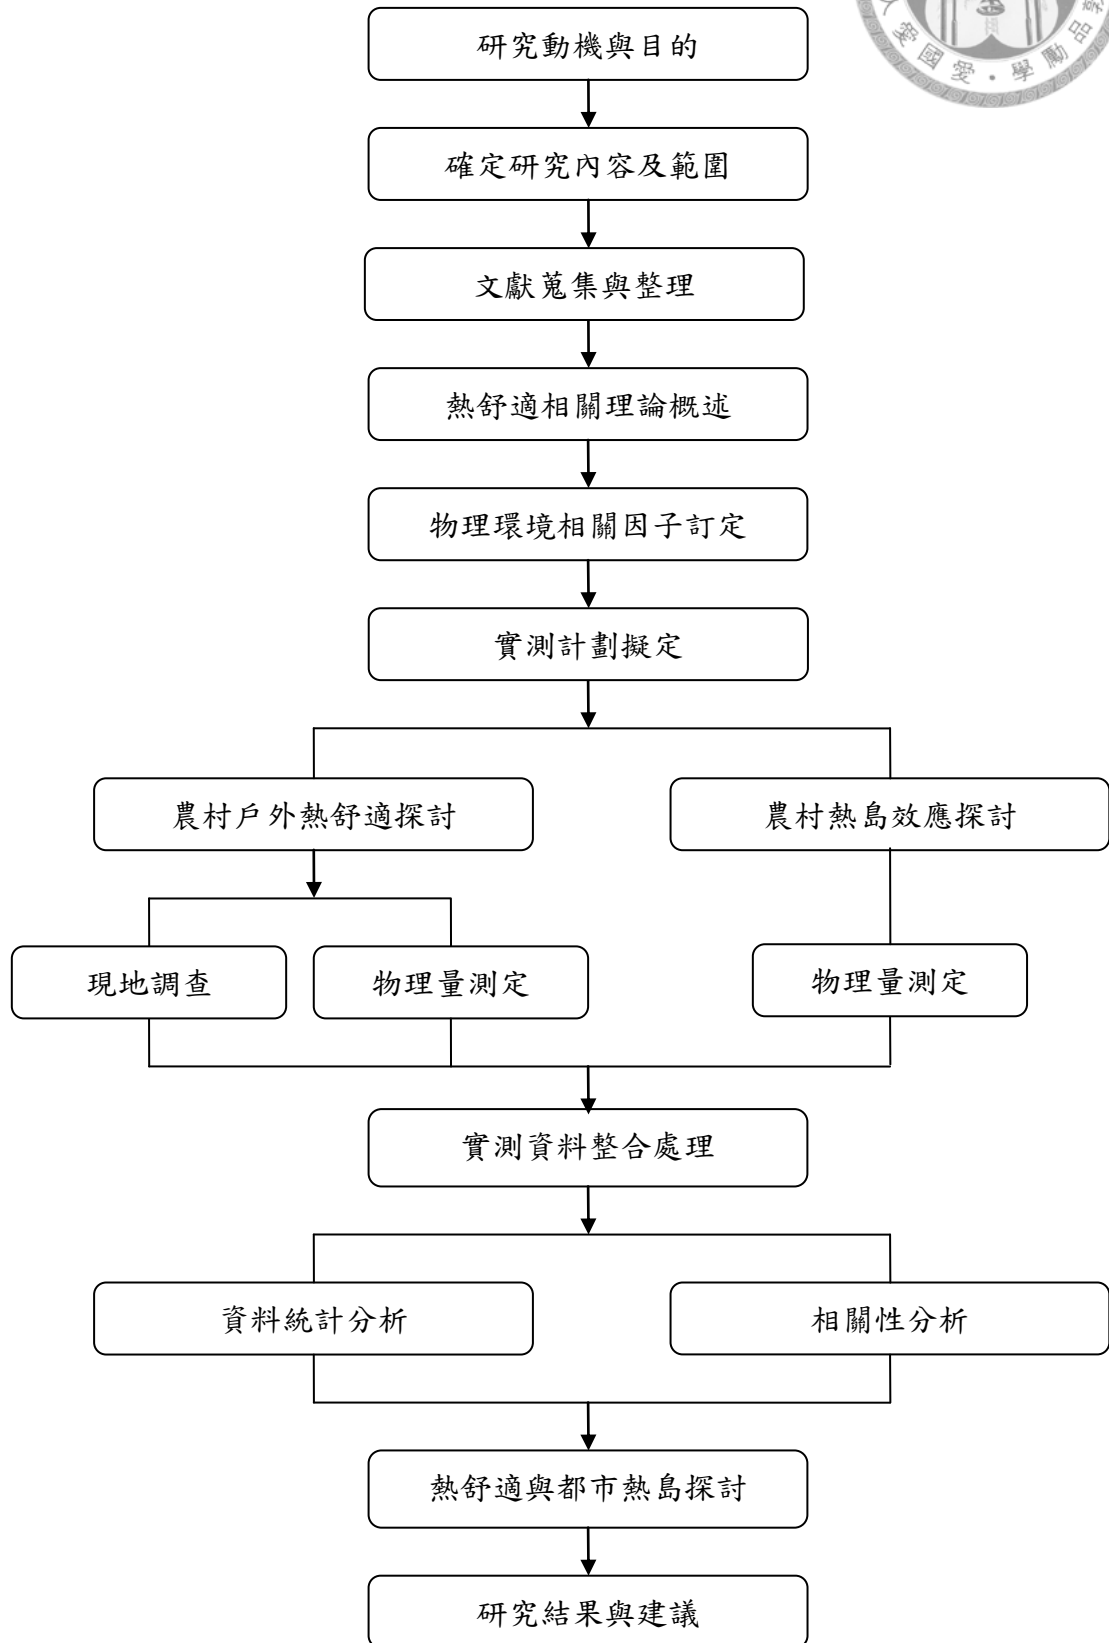 研究動機與目的
確定研究內容及範圍
文獻蒐集與整理
熱舒適相關理論概述
物理環境相關因子訂定
實測計劃擬定
農村戶外熱舒適探討
農村熱島效應探討
現地調查
物理量測定
物理量測定
實測資料整合處理
資料統計分析
相關性分析
熱舒適與都市熱島探討
研究結果與建議